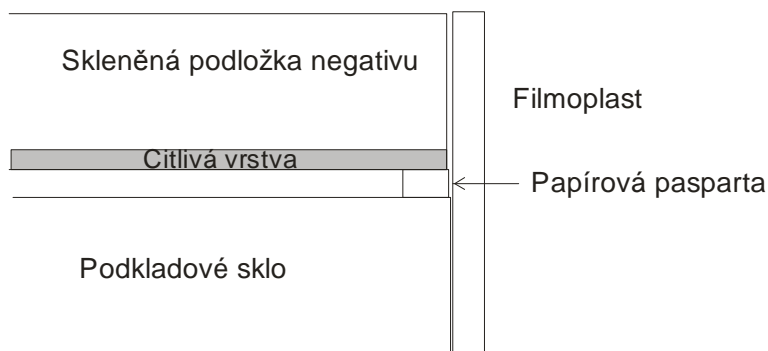 Skleněná podložka negativu
Filmoplast
Citlivá vrstva
Papírová pasparta
Podkladové sklo